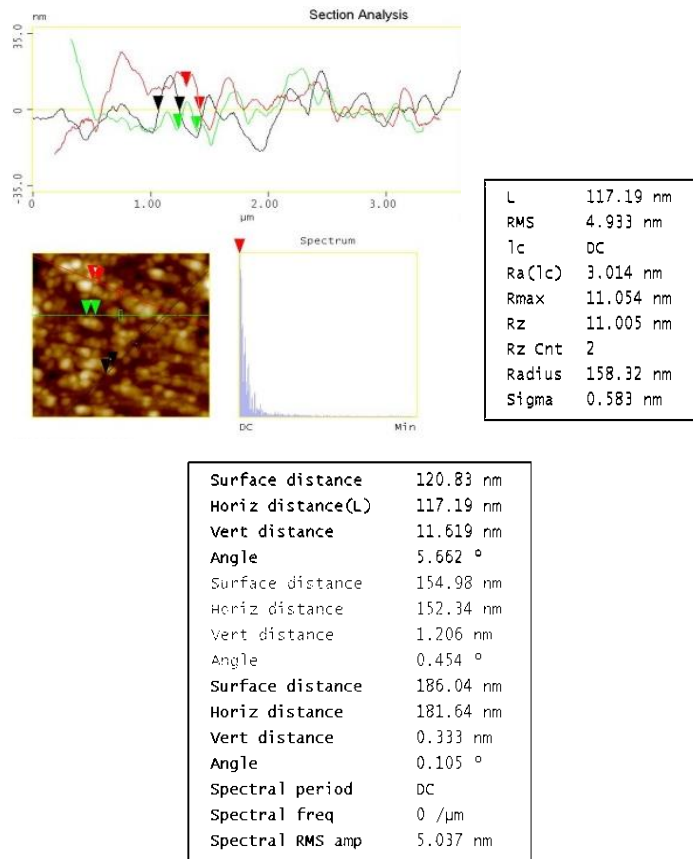 Section Analysis
nm
35.0
0
-35.0
0 1.00 2.00 3.00
µm
Spectrum
DC Min
L 117.19 nm
RMS 4.933 nm
lc DC
Ra(lc) 3.014 nm
Rmax 11.054 nm
Rz 11.005 nm
Rz Cnt 2
Radius 158.32 nm
Sigma 0.583 nm
Surface distance 120.83 nm
Horiz distance(L) 117.19 nm
Vert distance 11.619 nm
Angle 5.662 °
Surface distance 154.98 nm
Horiz distance 152.34 nm
Vert distance 1.206 nm
Angle 0.454 °
Surface distance 186.04 nm
Horiz distance 181.64 nm
Vert distance 0.333 nm
Angle 0.105 °
Spectral period DC
Spectral freq 0 /µm
Spectral RMS amp 5.037 nm